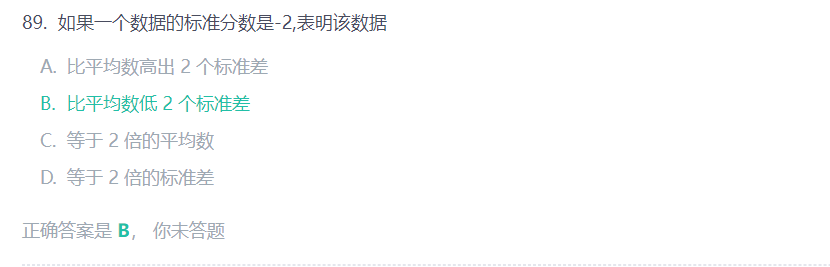 89. 如果一个数据的标准分数是-2,表明该数据
A. 比平均数高出 2 个标准差
B. 比平均数低 2 个标准差
C. 等于 2 倍的平均数
D. 等于 2 倍的标准差
正确答案是 B， 你未答题